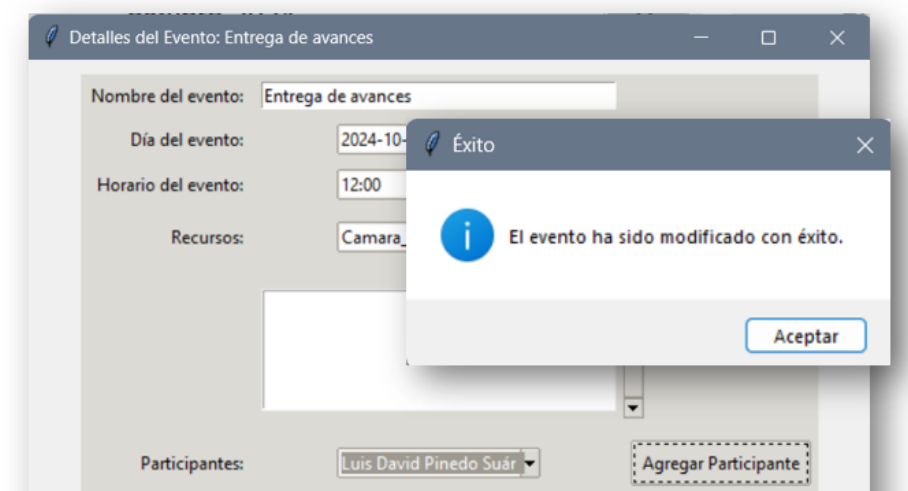 Detalles del Evento: Entrega de avances
Nombre del evento: Entrega de avances
Día del evento: 2024-10-
Éxito
Horario del evento: 12:00
Recursos: Camara_
El evento ha sido modificado con éxito.
Aceptar
Participantes: Luis David Pinedo Suár
Agregar Participante